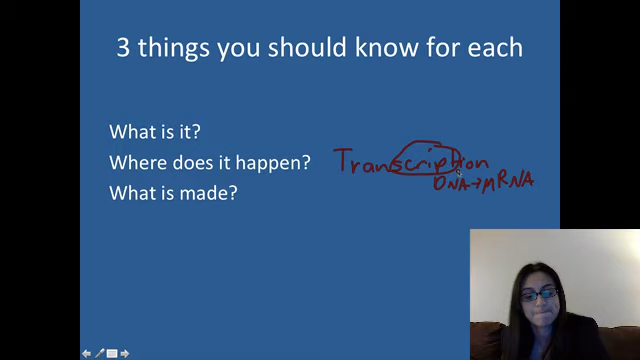 3 things you should know for each
What is it?
Where does it happen?
What is made?
Transcription
DNA→mRNA